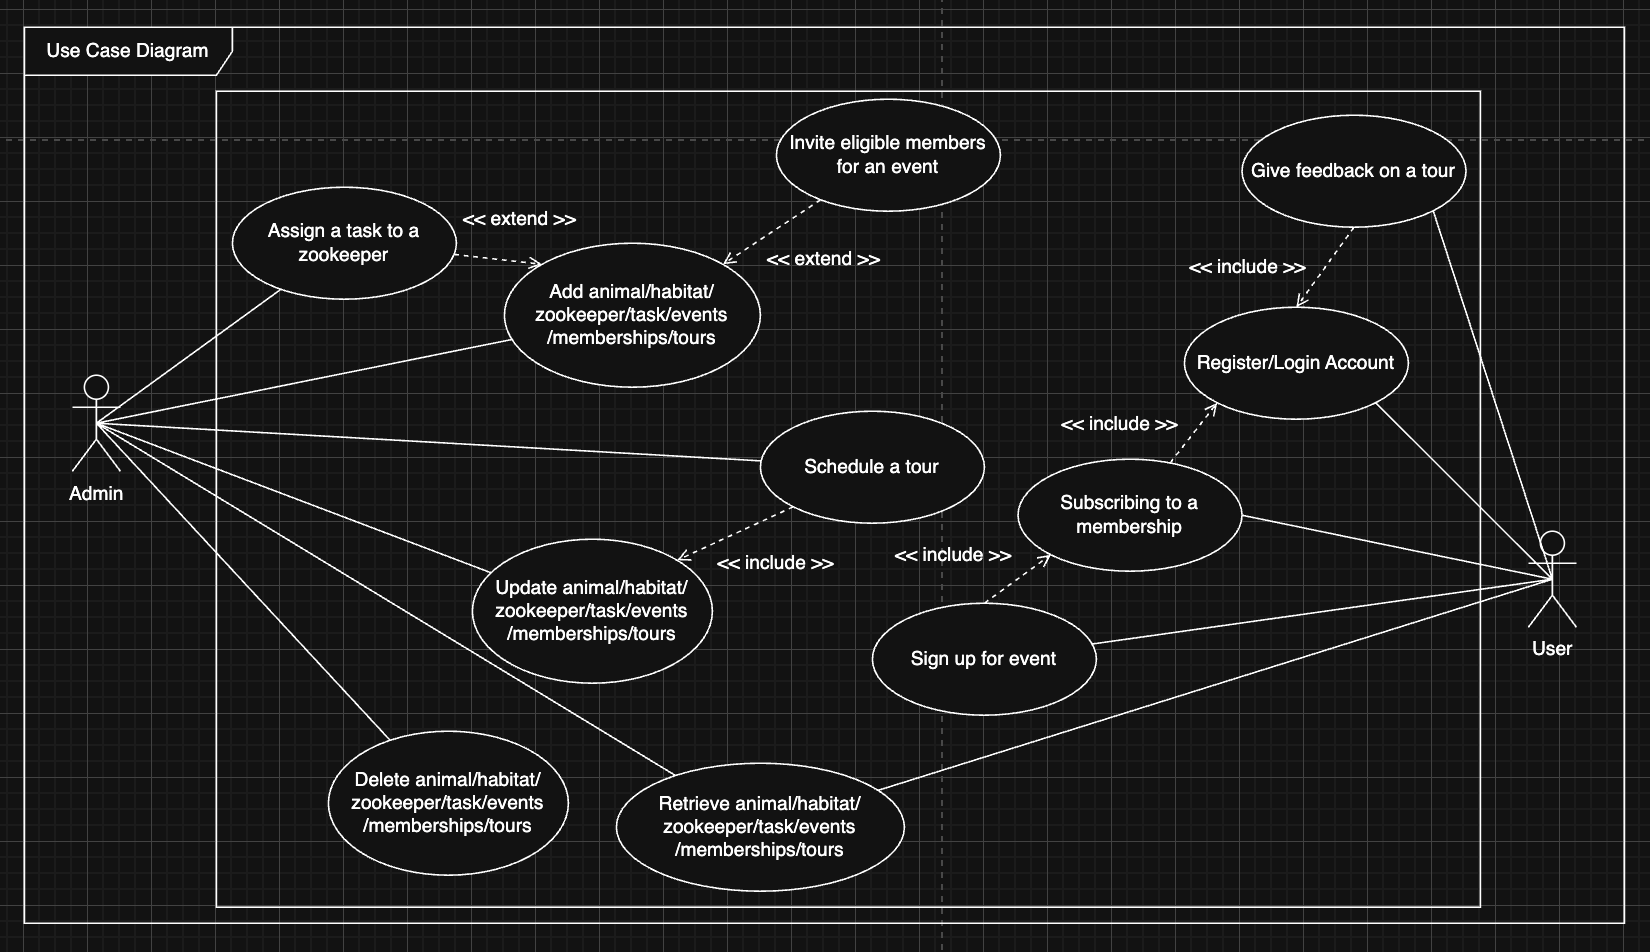 Use Case Diagram
Invite eligible members
for an event
Give feedback on a tour
Assign a task to a
zookeeper
<< extend >>
<< extend >>
<< include >>
Add animal/habitat/
zookeeper/task/events
/memberships/tours
Register/Login Account
<< include >>
Schedule a tour
Admin
Subscribing to a
membership
<< include >>
<< include >>
Update animal/habitat/
zookeeper/task/events
/memberships/tours
Sign up for event
User
Delete animal/habitat/
zookeeper/task/events
/memberships/tours
Retrieve animal/habitat/
zookeeper/task/events
/memberships/tours